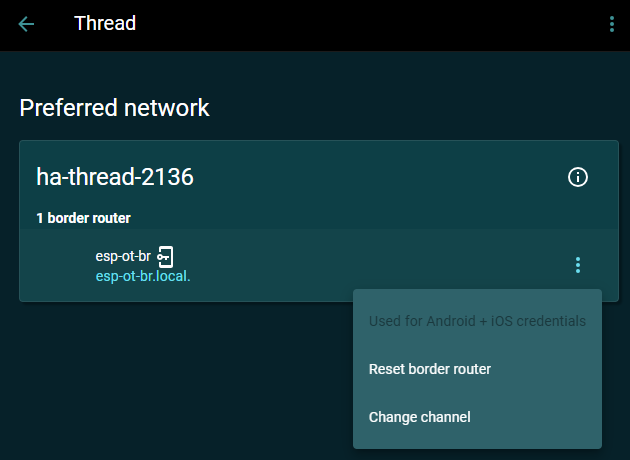 Thread
Preferred network
ha-thread-2136
1 border router
esp-ot-br
esp-ot-br.local.
Used for Android + iOS credentials
Reset border router
Change channel